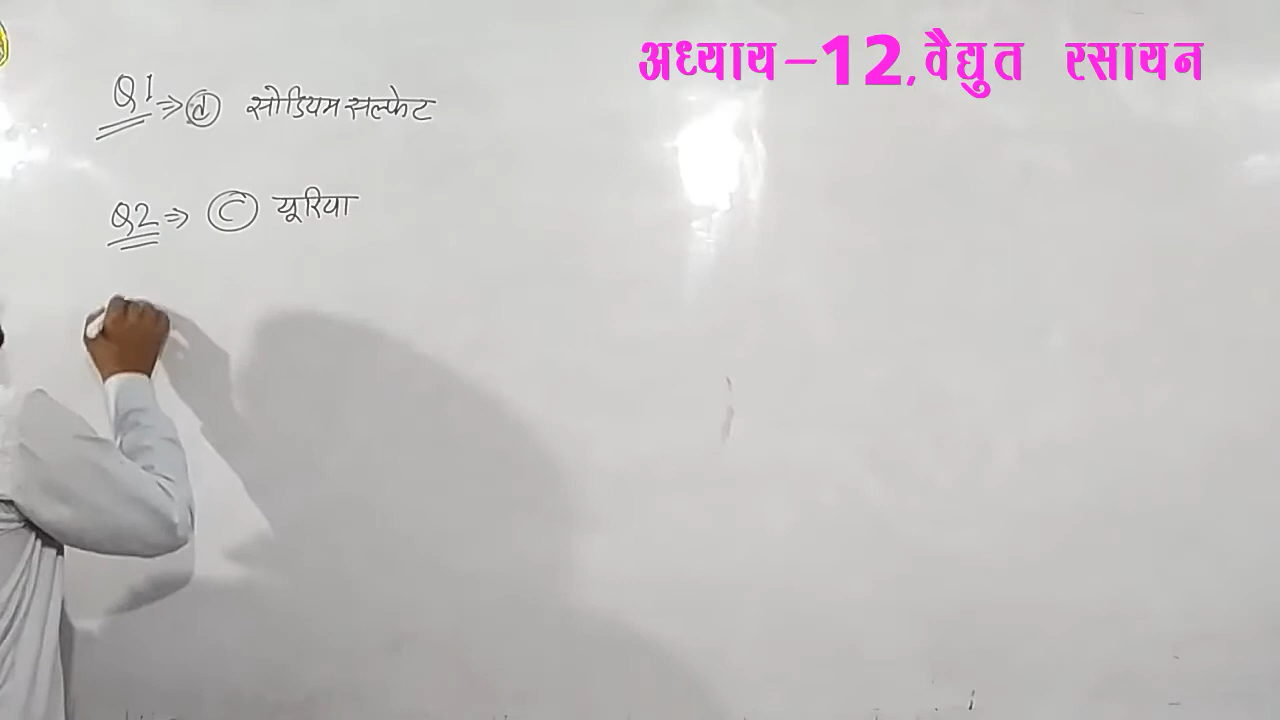 अध्याय-12, वैद्युत रसायन
Q1 ⇒ d सोडियम सल्फेट
Q2 ⇒ C यूरिया